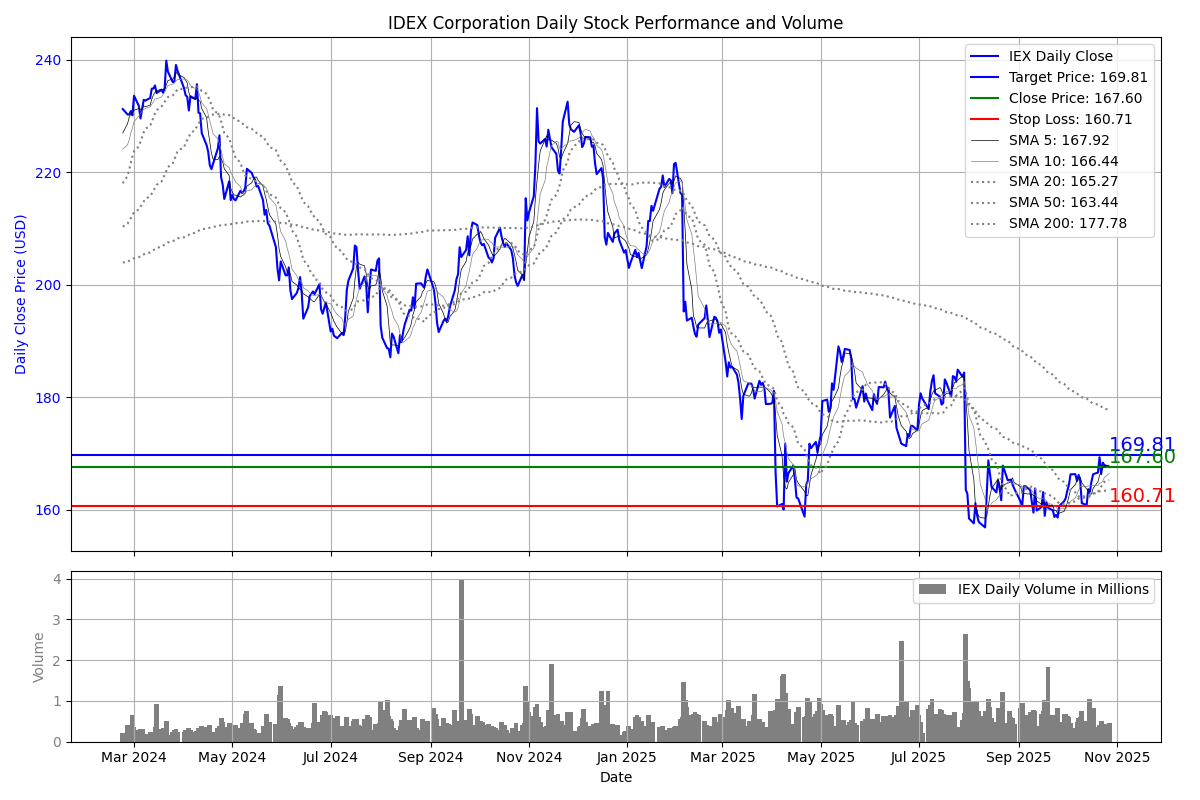 IDEX Corporation Daily Stock Performance and Volume
Daily Close Price (USD)
240
220
200
180
160
IEX Daily Close
Target Price: 169.81
Close Price: 167.60
Stop Loss: 160.71
SMA 5: 167.92
SMA 10: 166.44
SMA 20: 165.27
SMA 50: 163.44
SMA 200: 177.78
169.81
167.60
160.71
Volume
4
3
2
1
0
IEX Daily Volume in Millions
Mar 2024
May 2024
Jul 2024
Sep 2024
Nov 2024
Jan 2025
Mar 2025
May 2025
Jul 2025
Sep 2025
Nov 2025
Date